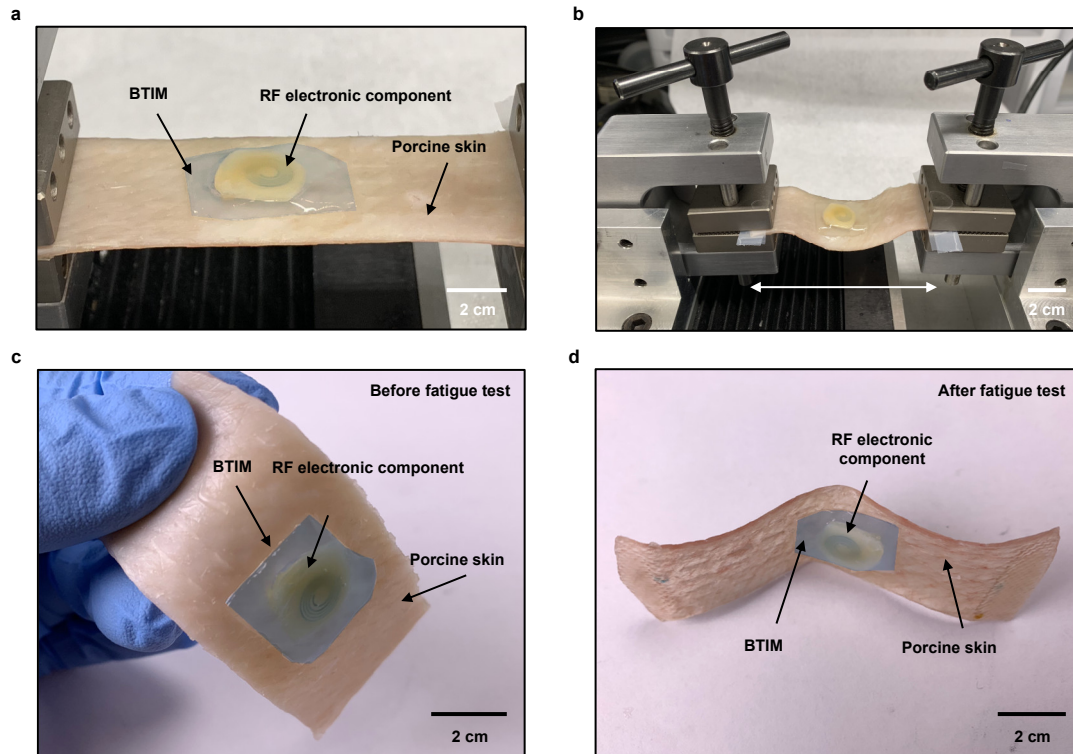 a
BTIM
RF electronic component
Porcine skin
2 cm
b
2 cm
c
Before fatigue test
BTIM
RF electronic component
Porcine skin
2 cm
d
After fatigue test
RF electronic
component
BTIM
Porcine skin
2 cm